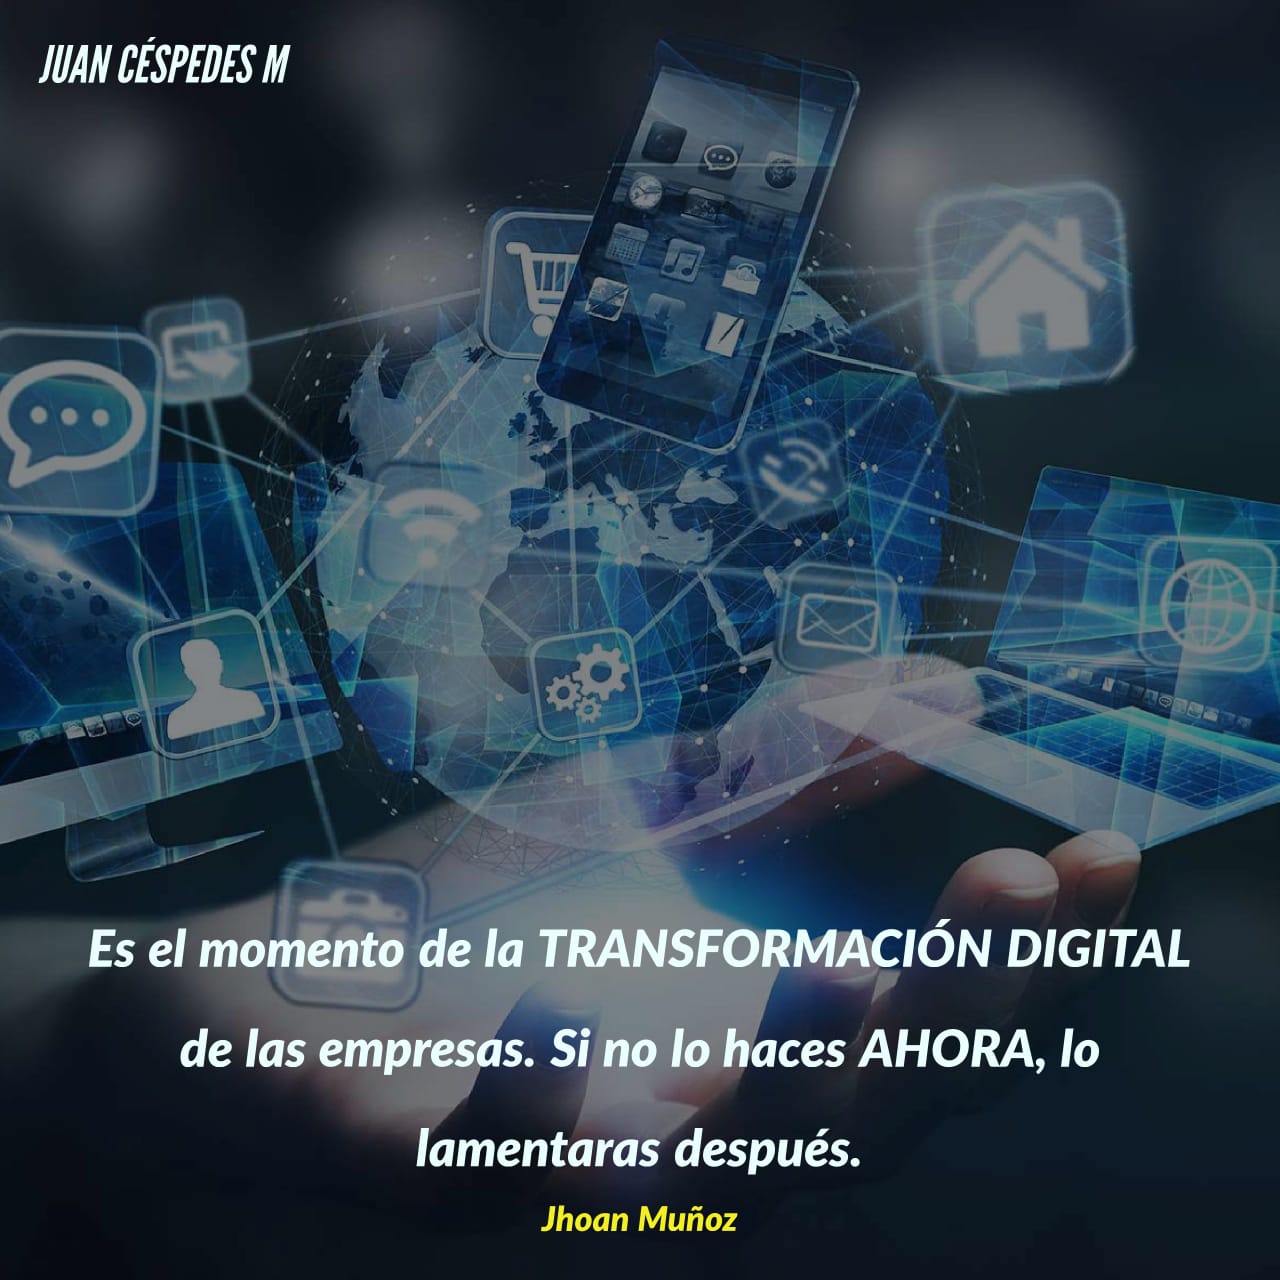 JUAN CÉSPEDES M
Es el momento de la TRANSFORMACIÓN DIGITAL
de las empresas. Si no lo haces AHORA, lo
lamentaras después.
Jhoan Muñoz